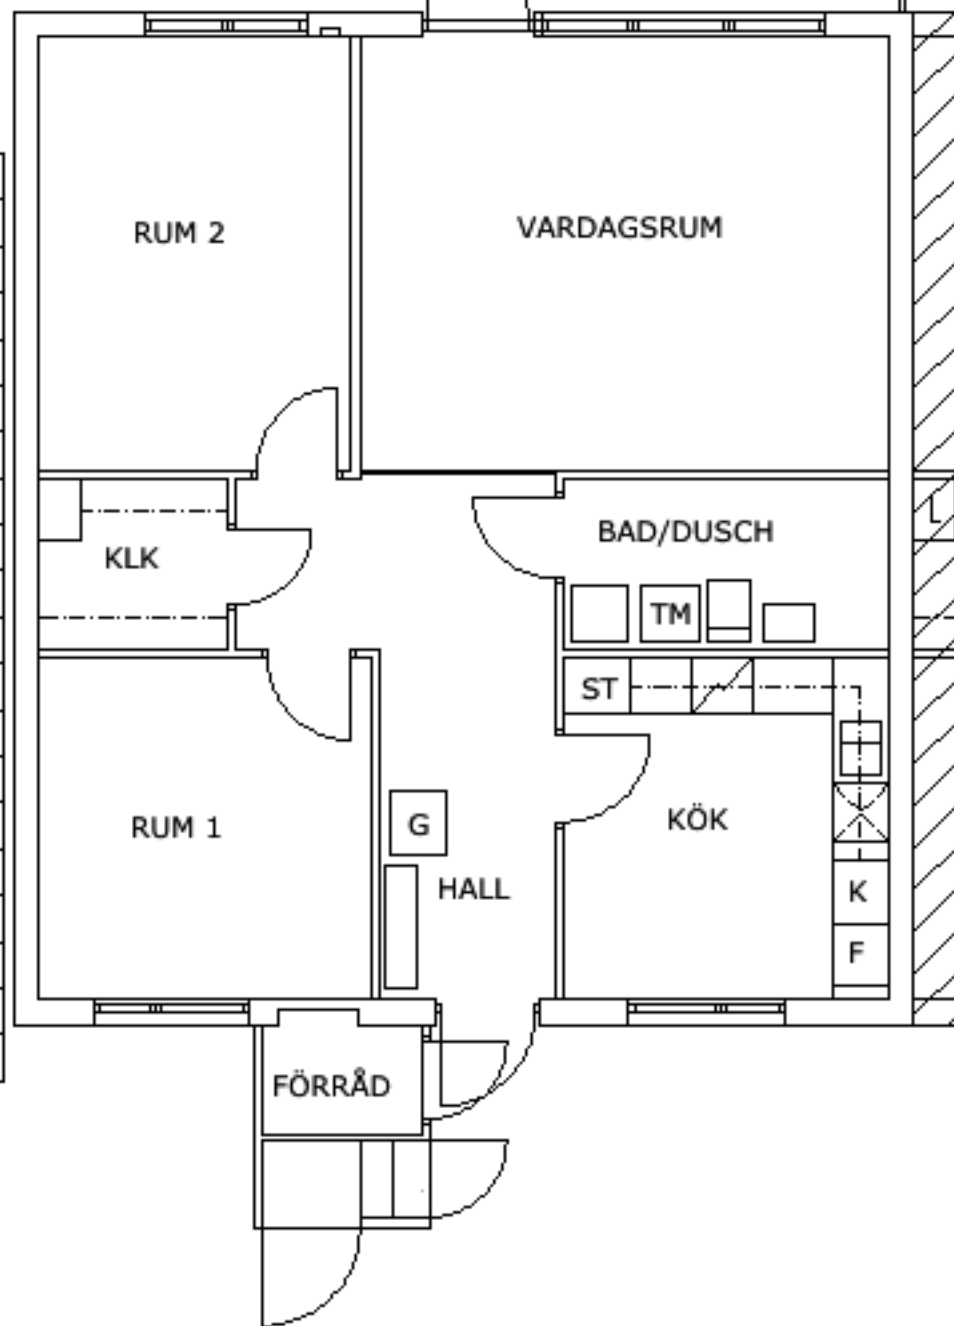 RUM 2
VARDAGSRUM
L
BAD/DUSCH
KLK
TM
ST
KÖK
RUM 1
G
HALL
K
F
FÖRRÅD